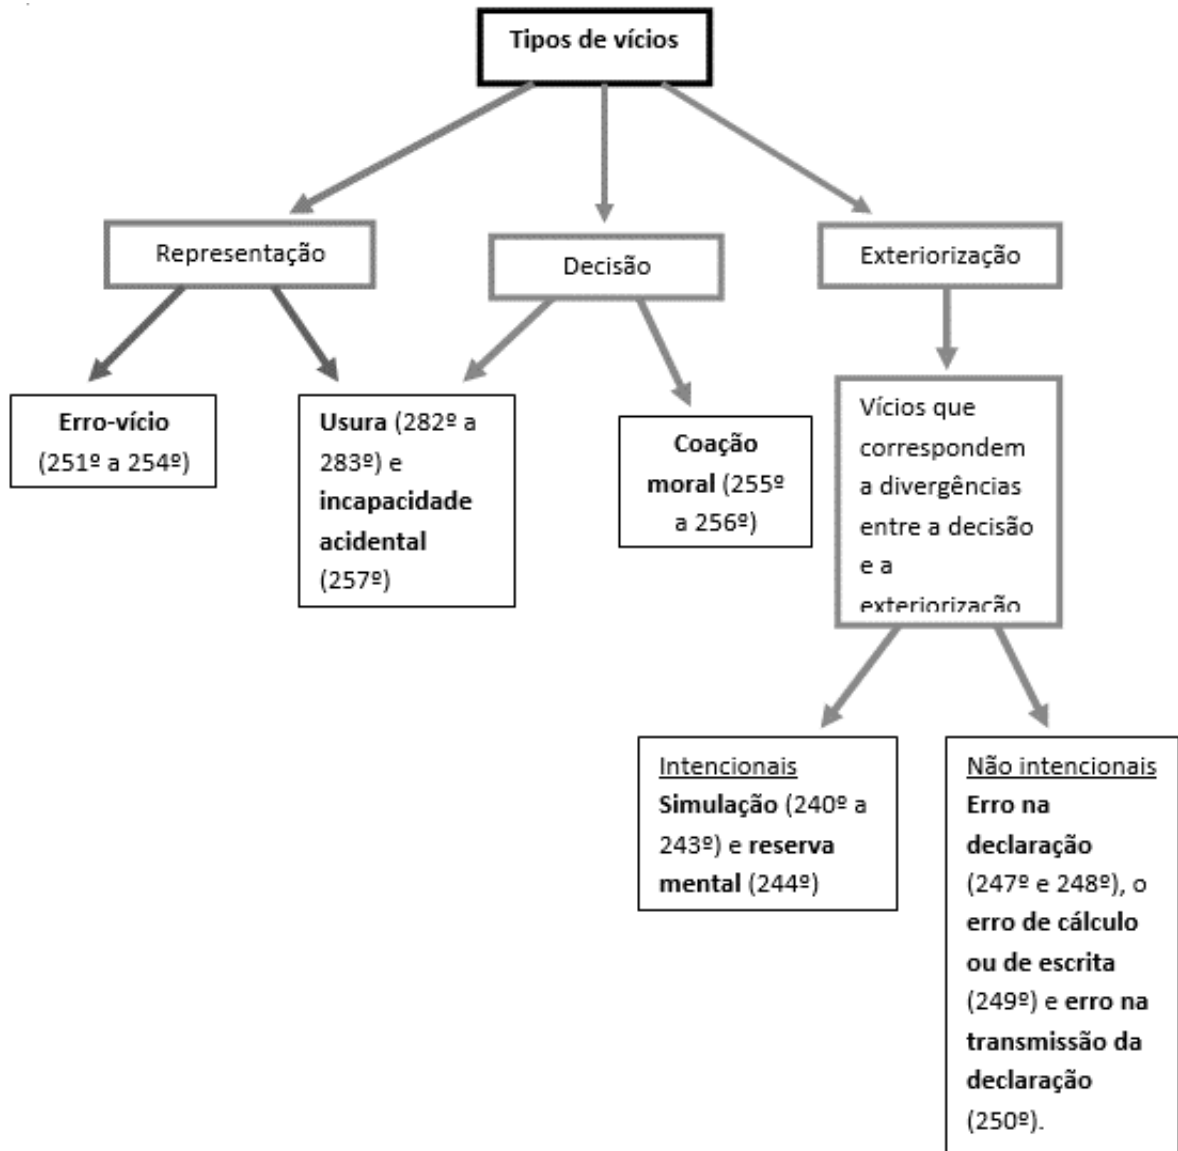 Tipos de vícios
Representação
Decisão
Exteriorização
Erro-vício
(251º a 254º)
Usura (282º a
283º) e
incapacidade
acidental
(257º)
Coação
moral (255º
a 256º)
Vícios que
correspondem
a divergências
entre a decisão
e a
exteriorização
Intencionais
Simulação (240º a
243º) e reserva
mental (244º)
Não intencionais
Erro na
declaração
(247º e 248º), o
erro de cálculo
ou de escrita
(249º) e erro na
transmissão da
declaração
(250º).